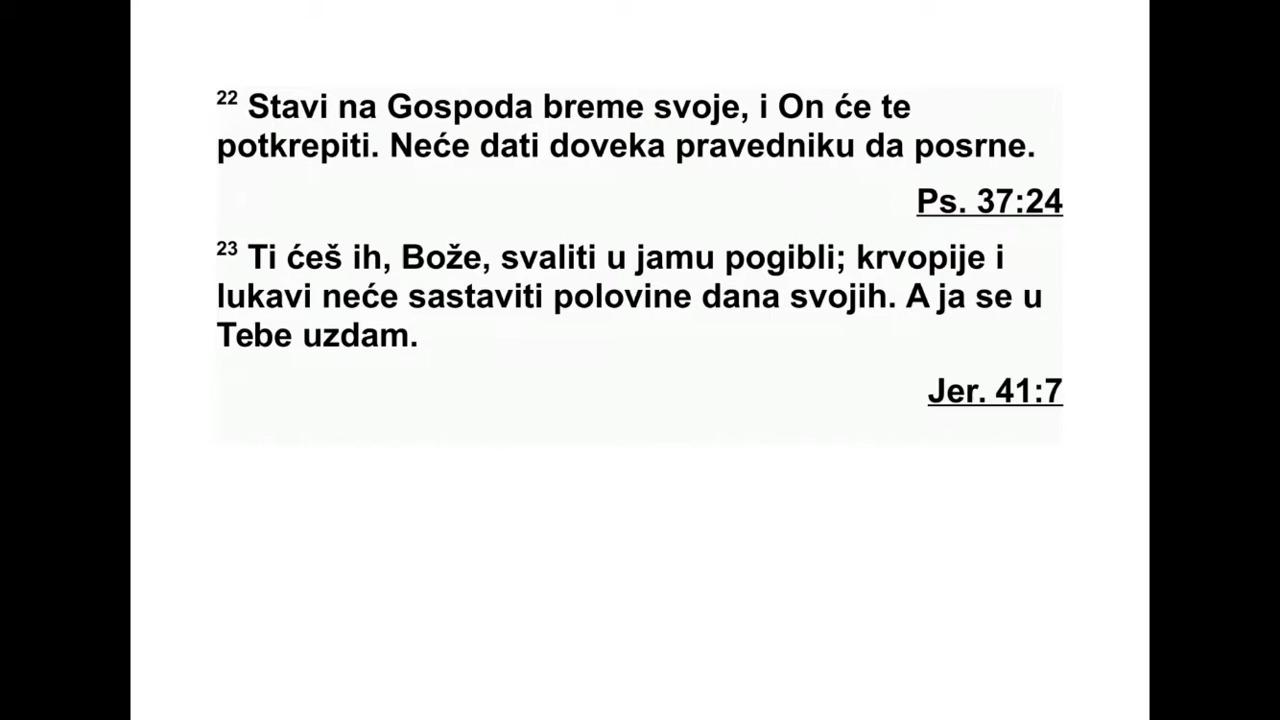 22 Stavi na Gospoda breme svoje, i On će te
potkrepiti. Neće dati doveka pravedniku da posrne.
Ps. 37:24
23 Ti ćeš ih, Bože, svaliti u jamu pogibli; krvopije i
lukavi neće sastaviti polovine dana svojih. A ja se u
Tebe uzdam.
Jer. 41:7